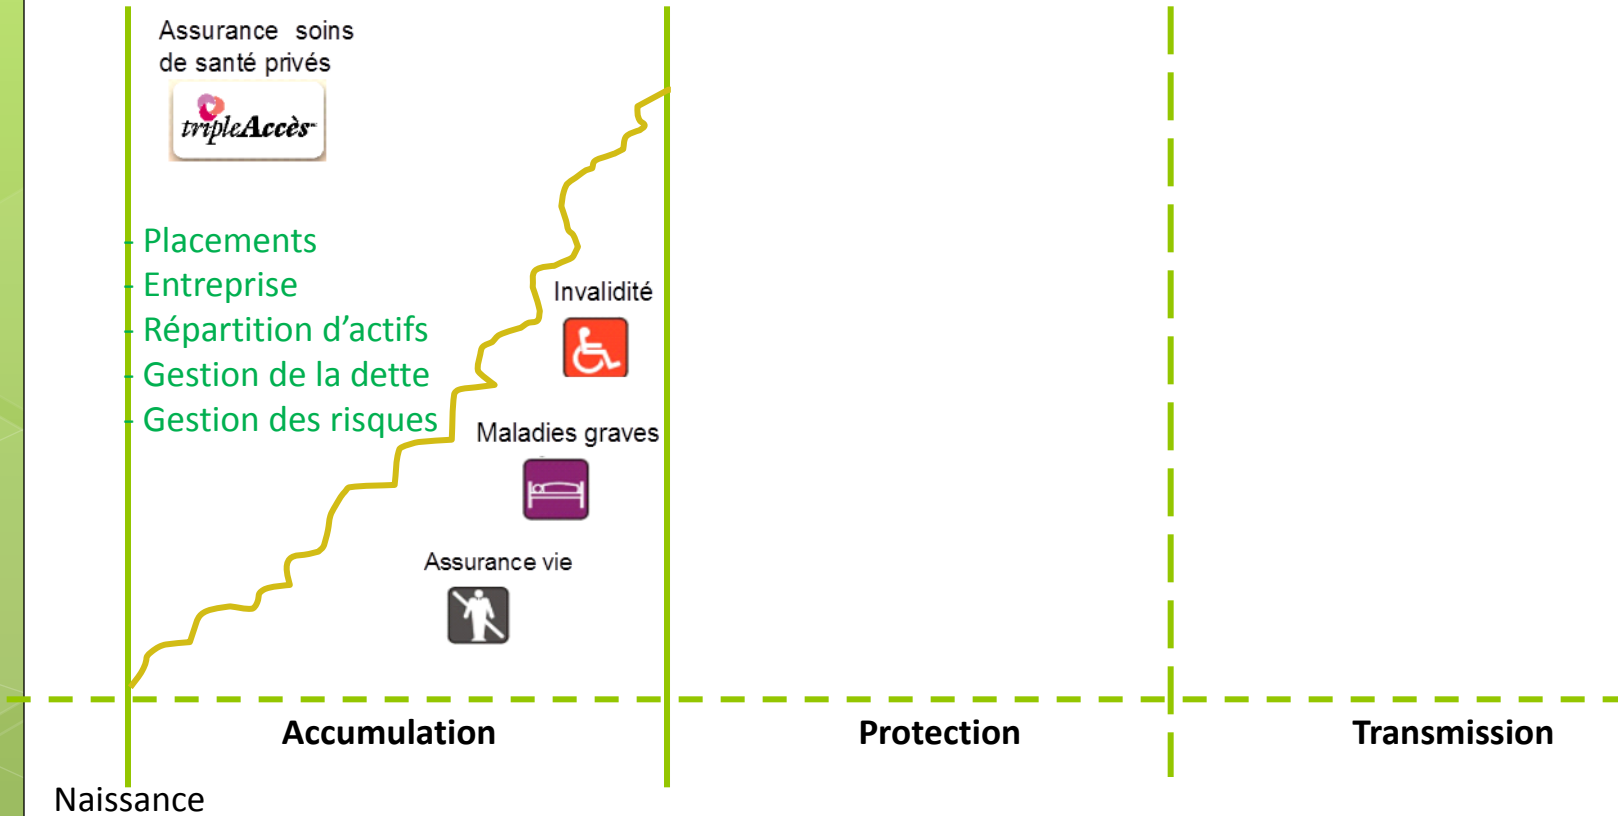 Assurance soins
de santé privés
tripleAccès
- Placements
- Entreprise
- Répartition d’actifs
- Gestion de la dette
- Gestion des risques
Invalidité
Maladies graves
Assurance vie
Accumulation
Protection
Transmission
Naissance